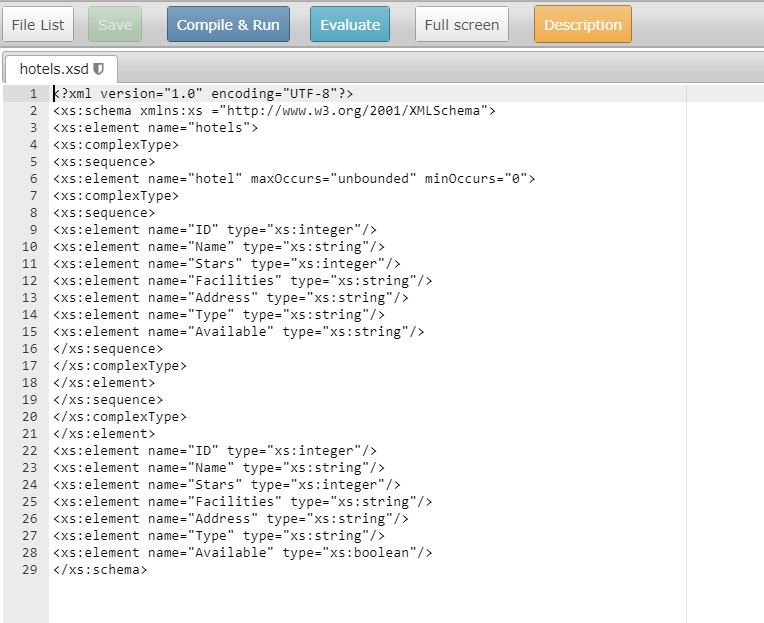 File List Save Compile & Run Evaluate Full screen Description
hotels.xsd
1 <?xml version="1.0" encoding="UTF-8"?>
2 <xs:schema xmlns:xs ="http://www.w3.org/2001/XMLSchema">
3 <xs:element name="hotels">
4 <xs:complexType>
5 <xs:sequence>
6 <xs:element name="hotel" maxOccurs="unbounded" minOccurs="0">
7 <xs:complexType>
8 <xs:sequence>
9 <xs:element name="ID" type="xs:integer"/>
10 <xs:element name="Name" type="xs:string"/>
11 <xs:element name="Stars" type="xs:integer"/>
12 <xs:element name="Facilities" type="xs:string"/>
13 <xs:element name="Address" type="xs:string"/>
14 <xs:element name="Type" type="xs:string"/>
15 <xs:element name="Available" type="xs:string"/>
16 </xs:sequence>
17 </xs:complexType>
18 </xs:element>
19 </xs:sequence>
20 </xs:complexType>
21 </xs:element>
22 <xs:element name="ID" type="xs:integer"/>
23 <xs:element name="Name" type="xs:string"/>
24 <xs:element name="Stars" type="xs:integer"/>
25 <xs:element name="Facilities" type="xs:string"/>
26 <xs:element name="Address" type="xs:string"/>
27 <xs:element name="Type" type="xs:string"/>
28 <xs:element name="Available" type="xs:boolean"/>
29 </xs:schema>